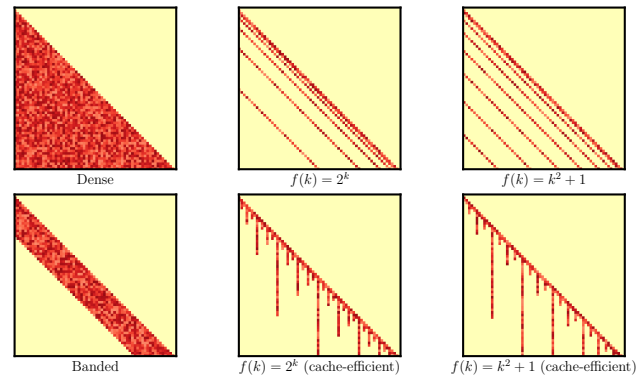 Dense
f(k) = 2^k
f(k) = k^2 + 1
Banded
f(k) = 2^k (cache-efficient)
f(k) = k^2 + 1 (cache-efficient)